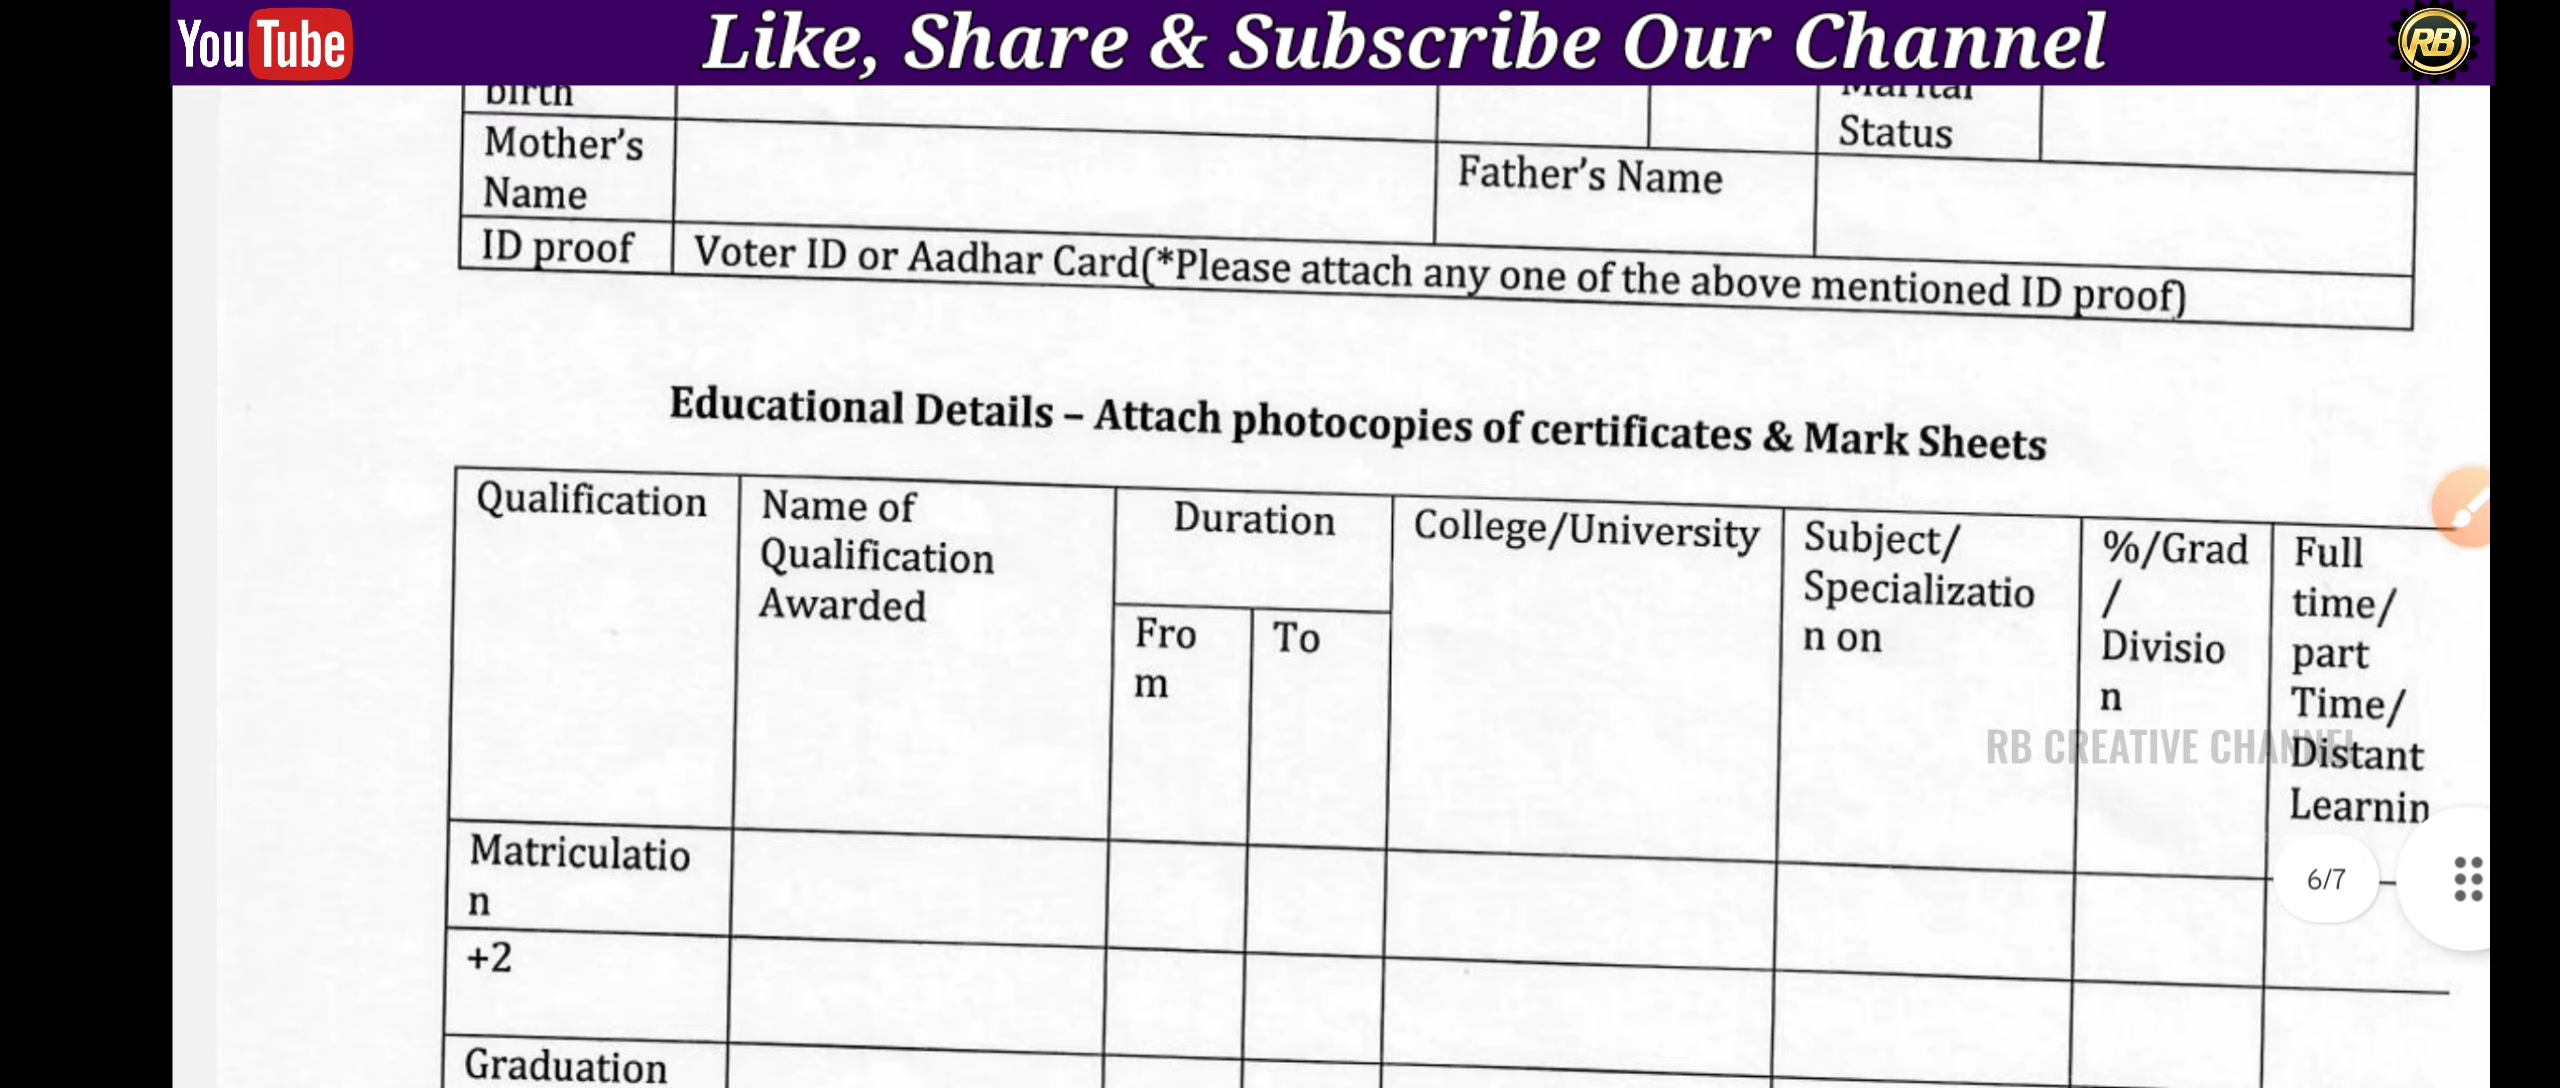 YouTube
Like, Share & Subscribe Our Channel
RB
birth
Marital
Status
Mother's
Name
Father's Name
ID proof
Voter ID or Aadhar Card(*Please attach any one of the above mentioned ID proof)
Educational Details – Attach photocopies of certificates & Mark Sheets
Qualification
Name of
Qualification
Awarded
Duration
Fro
m
To
College/University
Subject/
Specializatio
n on
%/Grad
/
Divisio
n
Full
time/
part
Time/
Distant
Learnin
RB CREATIVE CHANNEL
Matriculatio
n
6/7
+2
Graduation